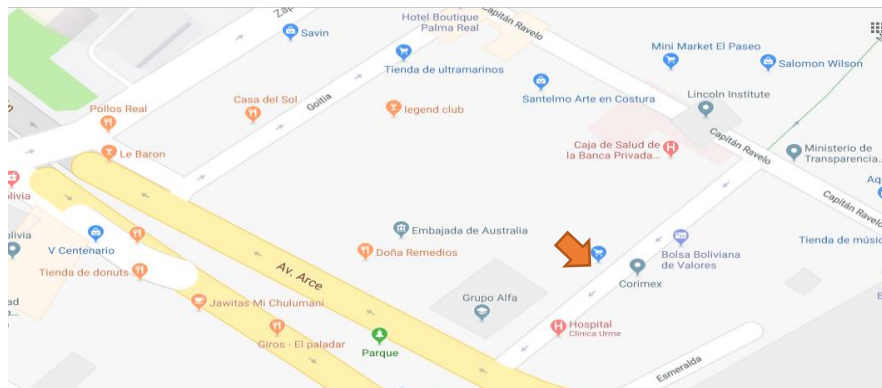 Zap
Savin
Hotel Boutique
Palma Real
Capitán Ravelo
Tienda de ultramarinos
Mini Market El Paseo
Salomon Wilson
Pollos Real
Casa del Sol
Goitia
legend club
Santelmo Arte en Costura
Lincoln Institute
Le Baron
Caja de Salud de
la Banca Privada...
Capitán Ravelo
Ministerio de
Transparencia...
olivia
Aq
Capitán Ravelo
olivia
V Centenario
Embajada de Australia
Doña Remedios
Bolsa Boliviana
de Valores
Tienda de músic
Tienda de donuts
Av. Arce
Corimex
Grupo Alfa
Jawitas Mi Chulumani
Hospital
Clínica Urme
Giros - El paladar
Parque
Esmeralda